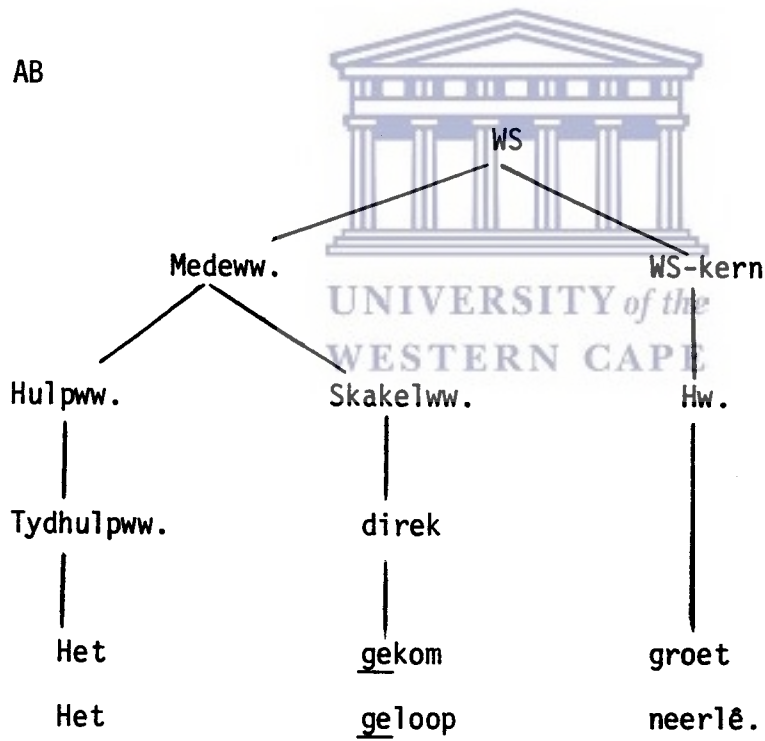 AB
WS
Medeww. WS-kern
UNIVERSITY of the
WESTERN CAPE
Hulpww. Skakelww. Hw.
Tydhulpww. direk
Het gekom groet
Het geloop neerlê.